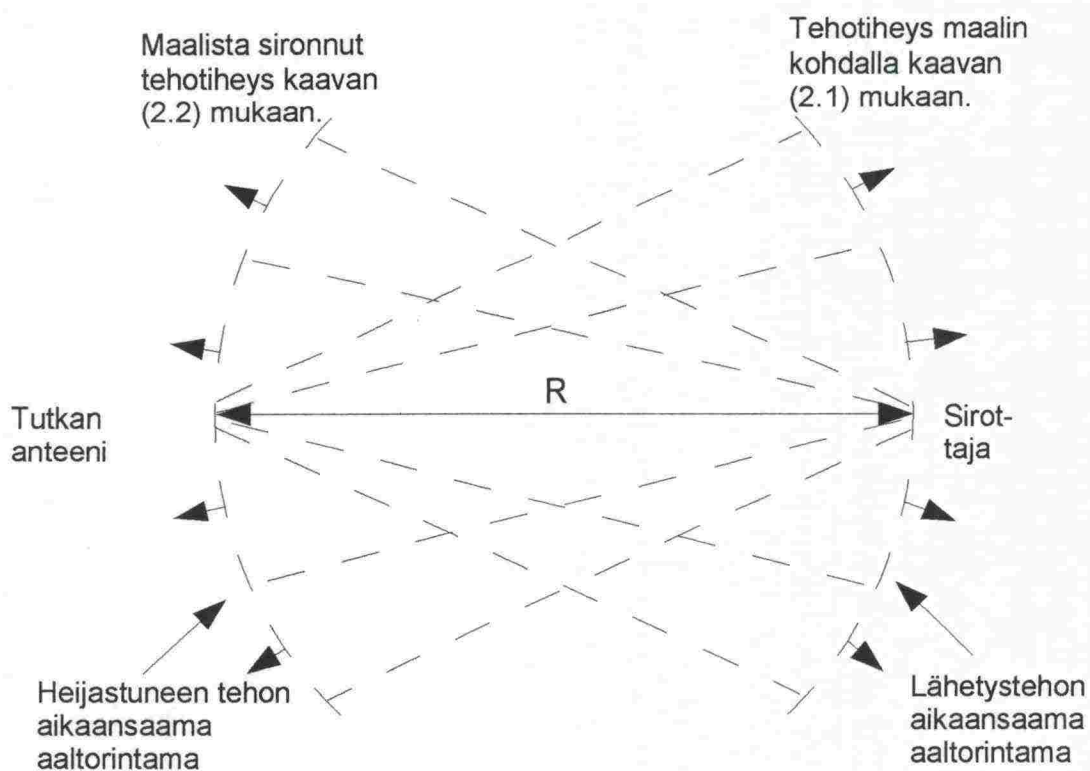 Maalista sironnut
tehotiheys kaavan
(2.2) mukaan.
Tehotiheys maalin
kohdalla kaavan
(2.1) mukaan.
R
Tutkan
anteeni
Sirot-
taja
Heijastuneen tehon
aikaansaama
aaltorintama
Lähetystehon
aikaansaama
aaltorintama